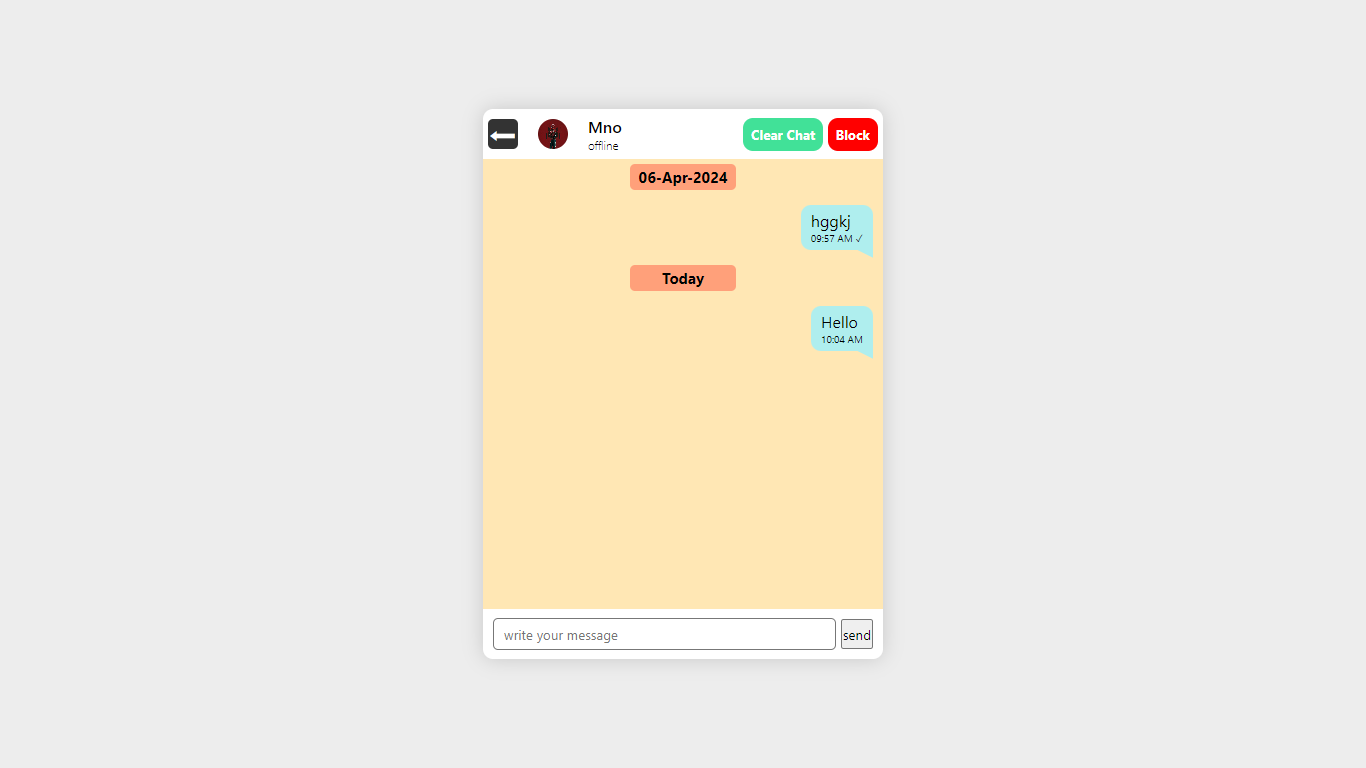 Mno
offline
Clear Chat
Block
06-Apr-2024
hggkj
09:57 AM ✓
Today
Hello
10:04 AM
write your message
send